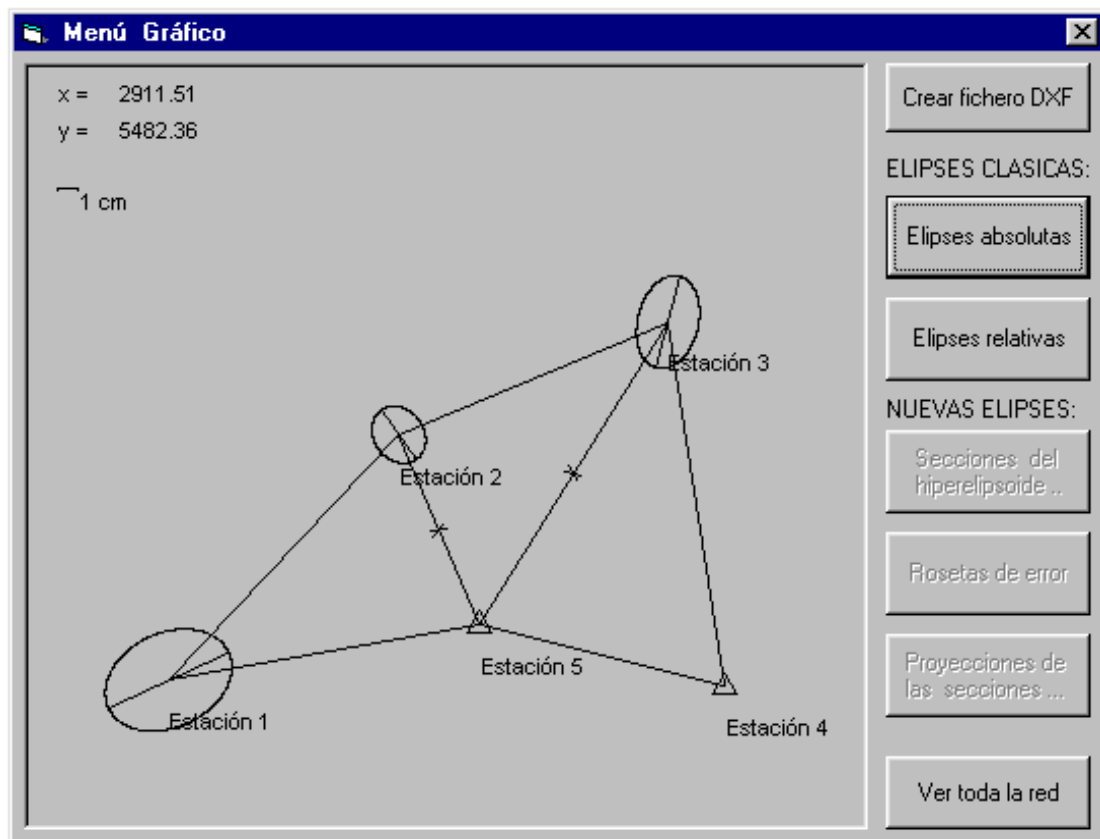 Menú Gráfico
x = 2911.51
y = 5482.36
1 cm
Estación 3
Estación 2
Estación 5
Estación 1
Estación 4
Crear fichero DXF
ELIPSES CLASICAS:
Elipses absolutas
Elipses relativas
NUEVAS ELIPSES:
Secciones del
hiperelipsoide ..
Rosetas de error
Proyecciones de
las secciones ...
Ver toda la red